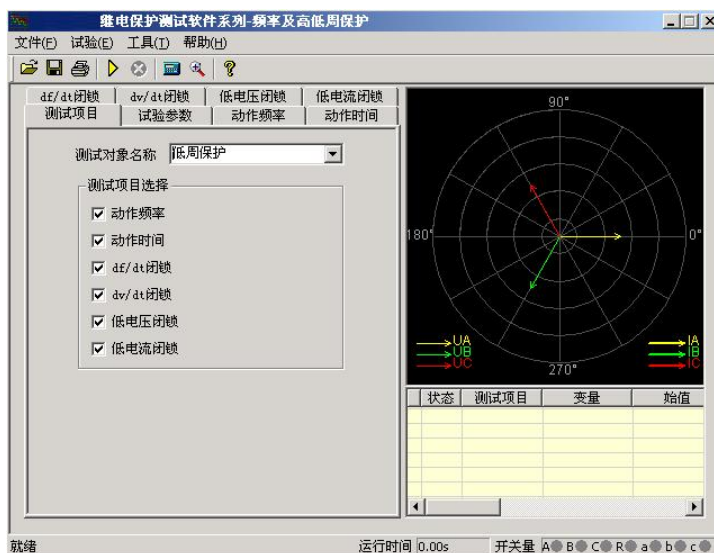 继电保护测试软件系列-频率及高低周保护
文件(F) 试验(E) 工具(T) 帮助(H)
df/dt闭锁 dv/dt闭锁 低电压闭锁 低电流闭锁
测试项目 试验参数 动作频率 动作时间
测试对象名称 低周保护
测试项目选择
动作频率
动作时间
df/dt闭锁
dv/dt闭锁
低电压闭锁
低电流闭锁
90°
180°
0°
270°
UA
UB
UC
IA
IB
IC
状态 测试项目 变量 始值
就绪 运行时间 0.00s 开关量 A B C R a b c